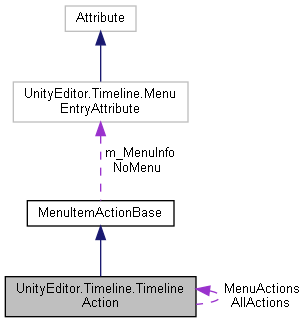 Attribute
UnityEditor.Timeline.Menu
EntryAttribute
m_MenuInfo
NoMenu
MenuItemActionBase
UnityEditor.Timeline.Timeline
Action
MenuActions
AllActions